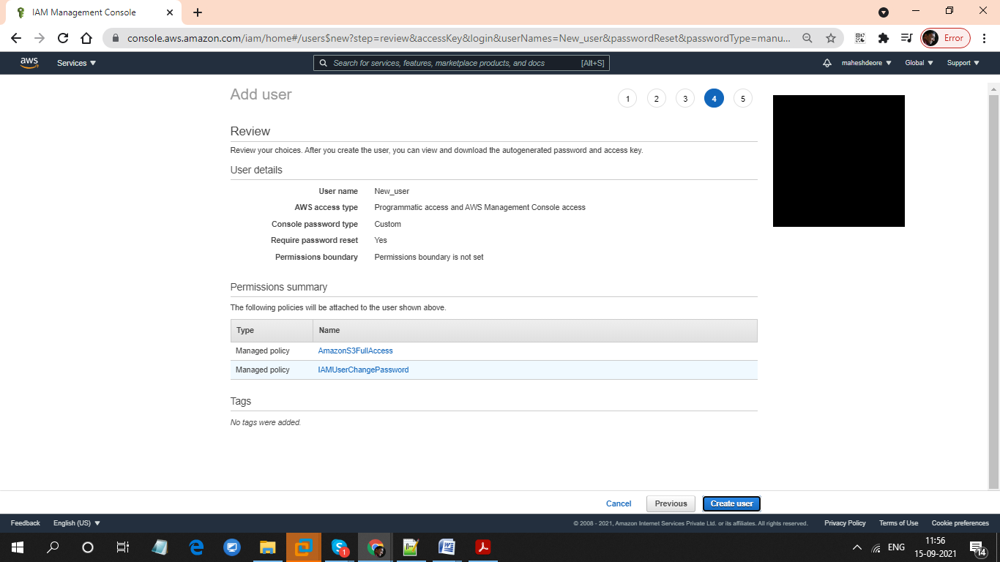 IAM Management Console
console.aws.amazon.com/iam/home#/users$new?step=review&accessKey&login&userNames=New_user&passwordReset&passwordType=manu...
Error
aws
Services
Search for services, features, marketplace products, and docs [Alt+S]
maheshdeore
Global
Support
Add user
1 2 3 4 5
Review
Review your choices. After you create the user, you can view and download the autogenerated password and access key.
User details
User name New_user
AWS access type Programmatic access and AWS Management Console access
Console password type Custom
Require password reset Yes
Permissions boundary Permissions boundary is not set
Permissions summary
The following policies will be attached to the user shown above.
Type Name
Managed policy AmazonS3FullAccess
Managed policy IAMUserChangePassword
Tags
No tags were added.
Cancel Previous Create user
Feedback English (US) © 2008 - 2021, Amazon Internet Services Private Ltd. or its affiliates. All rights reserved. Privacy Policy Terms of Use Cookie preferences
1
ENG
11:56
15-09-2021
14